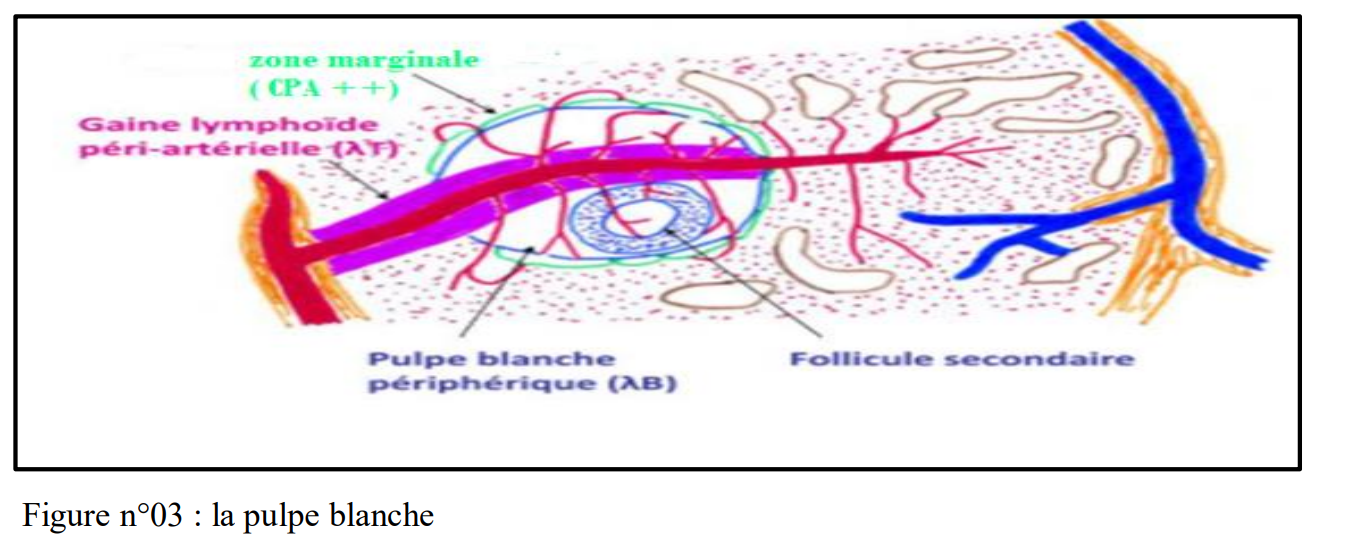 zone marginale
( CPA + +)
Gaine lymphoïde
péri-artérielle (λT)
Pulpe blanche
périphérique (λB)
Follicule secondaire
Figure n°03 : la pulpe blanche